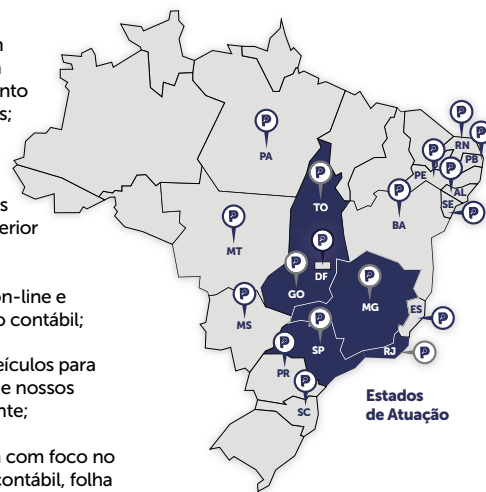 nto
s;
s
erior
n-line e
o contábil;
eículos para
e nossos
nte;
com foco no
contábil, folha
RN
PA
PB
PE
AL
TO
SE
BA
MT
DF
GO
MG
ES
MS
SP
RJ
PR
SC
Estados
de Atuação